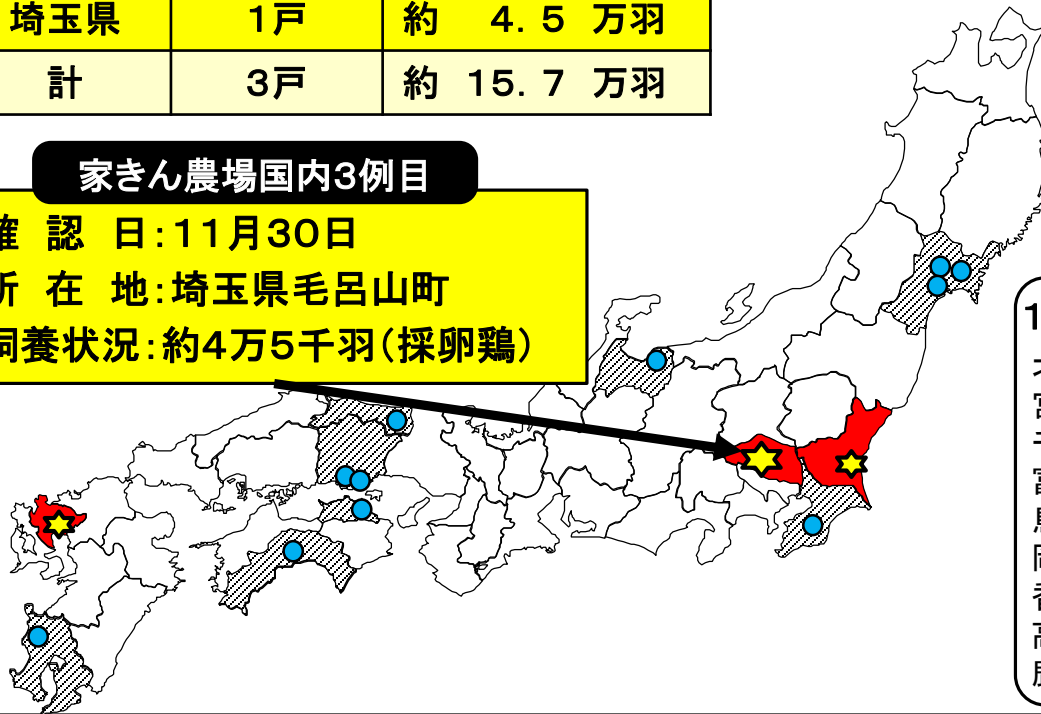 埼玉県 1戸 約 4.5 万羽
計 3戸 約 15.7 万羽
家きん農場国内3例目
確 認 日:11月30日
所 在 地:埼玉県毛呂山町
飼養状況:約4万5千羽(採卵鶏)
1